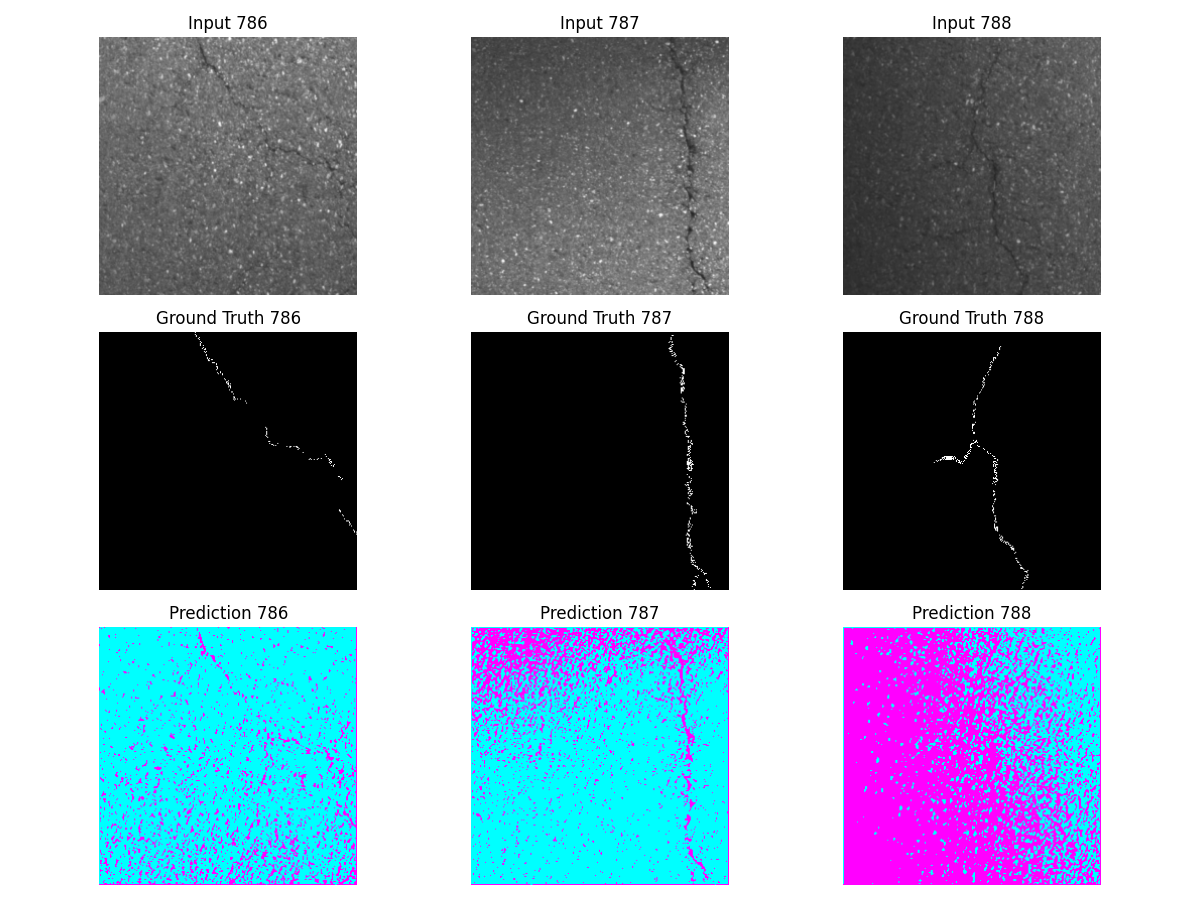 Input 786
Input 787
Input 788
Ground Truth 786
Ground Truth 787
Ground Truth 788
Prediction 786
Prediction 787
Prediction 788